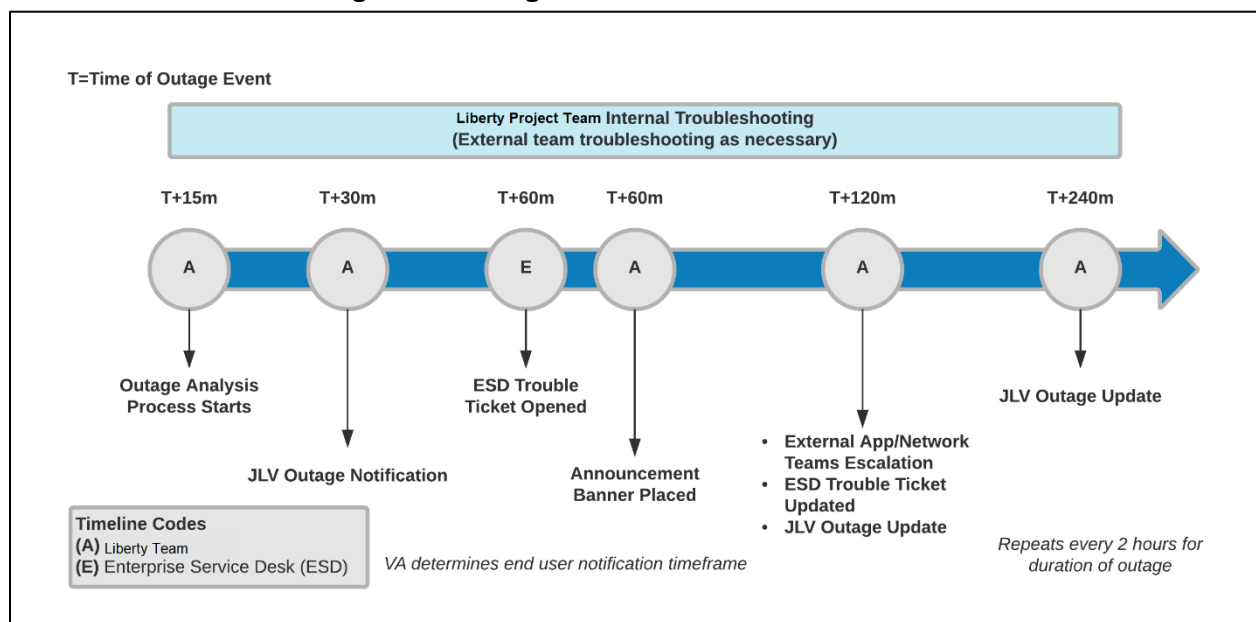 T=Time of Outage Event
Liberty Project Team Internal Troubleshooting
(External team troubleshooting as necessary)
T+15m
T+30m
T+60m
T+60m
T+120m
T+240m
A
A
E
A
A
A
Outage Analysis
Process Starts
JLV Outage Notification
ESD Trouble
Ticket Opened
Announcement
Banner Placed
• External App/Network
Teams Escalation
• ESD Trouble Ticket
Updated
• JLV Outage Update
JLV Outage Update
Timeline Codes
(A) Liberty Team
(E) Enterprise Service Desk (ESD)
VA determines end user notification timeframe
Repeats every 2 hours for
duration of outage